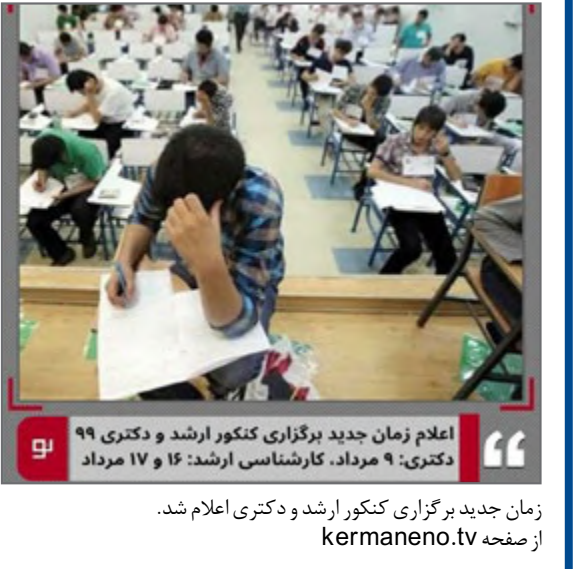 اعلام زمان جدید برگزاری کنکور ارشد و دکتری ۹۹
دکتری: ۹ مرداد، کارشناسی ارشد: ۱۶ و ۱۷ مرداد
نو
زمان جدید برگزاری کنکور ارشد و دکتری اعلام شد.
از صفحه kermaneno.tv